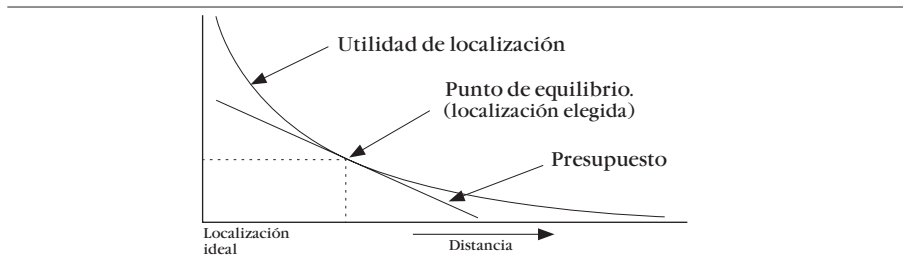 Utilidad de localización
Punto de equilibrio.
(localización elegida)
Presupuesto
Localización
ideal
Distancia